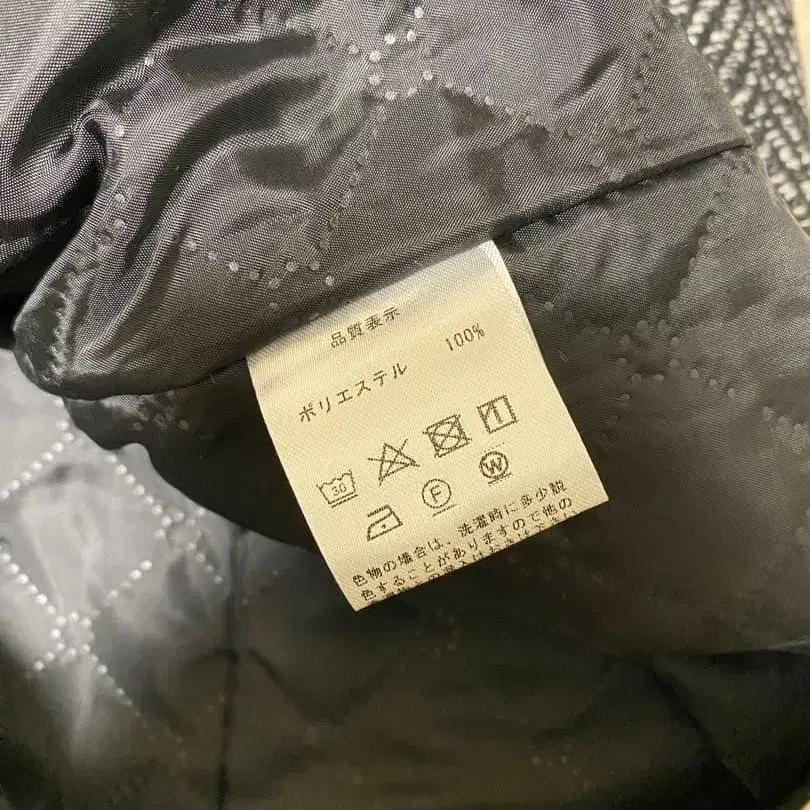 品質表示
ポリエステル 100%
30
F W
色物の場合は、洗濯時に多少脱
色することがありますので他の